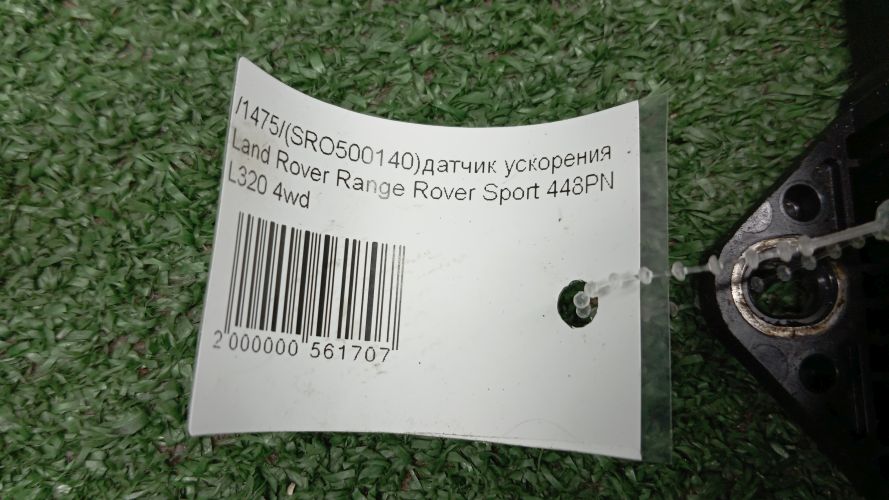 /1475/(SRO500140)датчик ускорения
Land Rover Range Rover Sport 448PN
L320 4wd
2 000000 561707